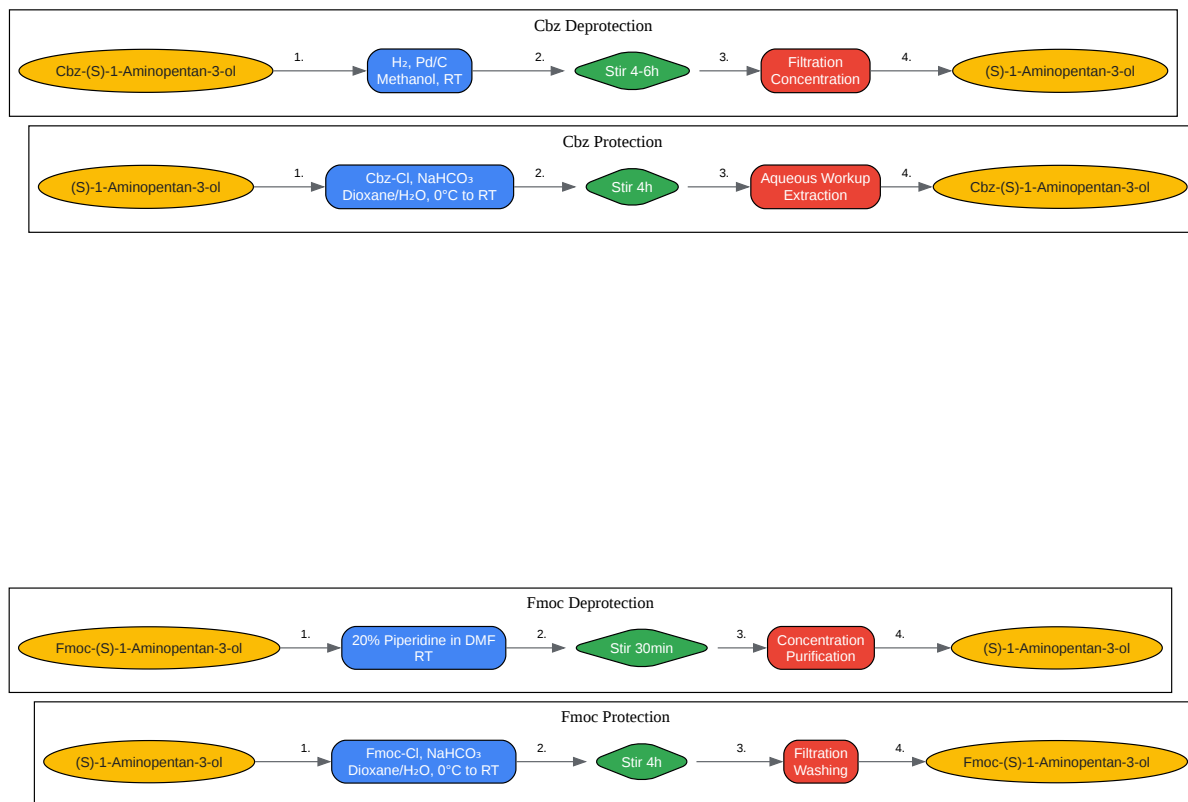 Cbz Deprotection
Cbz-(S)-1-Aminopentan-3-ol
1.
H₂, Pd/C
Methanol, RT
2.
Stir 4-6h
3.
Filtration
Concentration
4.
(S)-1-Aminopentan-3-ol
Cbz Protection
(S)-1-Aminopentan-3-ol
1.
Cbz-Cl, NaHCO₃
Dioxane/H₂O, 0°C to RT
2.
Stir 4h
3.
Aqueous Workup
Extraction
4.
Cbz-(S)-1-Aminopentan-3-ol
Fmoc Deprotection
Fmoc-(S)-1-Aminopentan-3-ol
1.
20% Piperidine in DMF
RT
2.
Stir 30min
3.
Concentration
Purification
4.
(S)-1-Aminopentan-3-ol
Fmoc Protection
(S)-1-Aminopentan-3-ol
1.
Fmoc-Cl, NaHCO₃
Dioxane/H₂O, 0°C to RT
2.
Stir 4h
3.
Filtration
Washing
4.
Fmoc-(S)-1-Aminopentan-3-ol